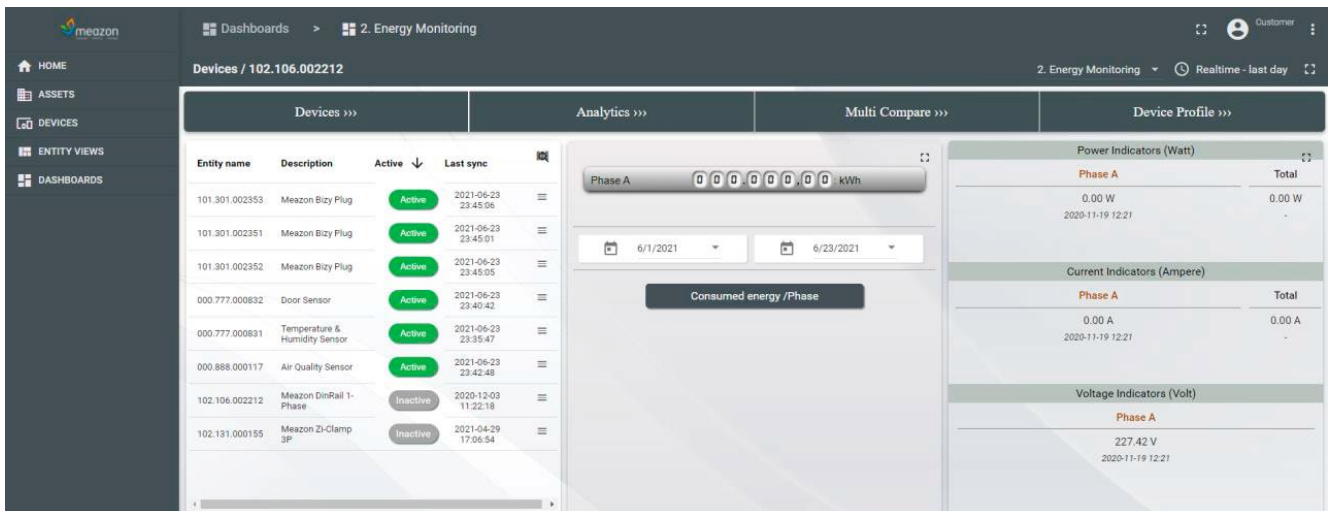 meazon
Dashboards > 2. Energy Monitoring
Customer
HOME
ASSETS
DEVICES
ENTITY VIEWS
DASHBOARDS
Devices / 102.106.002212
2. Energy Monitoring
Realtime - last day
Devices ›››
Analytics ›››
Multi Compare ›››
Device Profile ›››
Entity name Description Active Last sync
101.301.002353 Meazon Bizy Plug Active 2021-06-23
23:45:06
101.301.002351 Meazon Bizy Plug Active 2021-06-23
23:45:01
101.301.002352 Meazon Bizy Plug Active 2021-06-23
23:45:05
000.777.000832 Door Sensor Active 2021-06-23
23:40:42
000.777.000831 Temperature & Active 2021-06-23
Humidity Sensor 23:35:47
000.888.000117 Air Quality Sensor Active 2021-06-23
23:42:48
102.106.002212 Meazon DinRail 1- Inactive 2020-12-03
Phase 11:22:18
102.131.000155 Meazon Zi-Clamp Inactive 2021-04-29
3P 17:06:54
Phase A 000.000,00 kWh
6/1/2021
6/23/2021
Consumed energy /Phase
Power Indicators (Watt)
Phase A Total
0.00 W 0.00 W
2020-11-19 12:21 -
Current Indicators (Ampere)
Phase A Total
0.00 A 0.00 A
2020-11-19 12:21 -
Voltage Indicators (Volt)
Phase A
227.42 V
2020-11-19 12:21